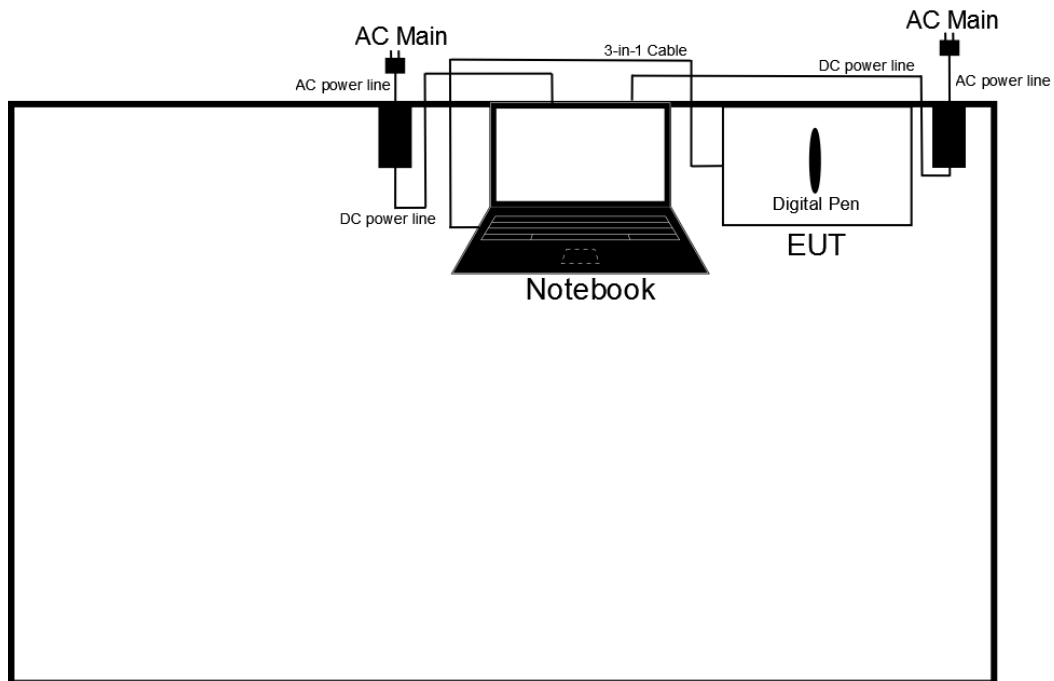 AC Main
AC Main
3-in-1 Cable
DC power line
AC power line
AC power line
Digital Pen
DC power line
EUT
Notebook